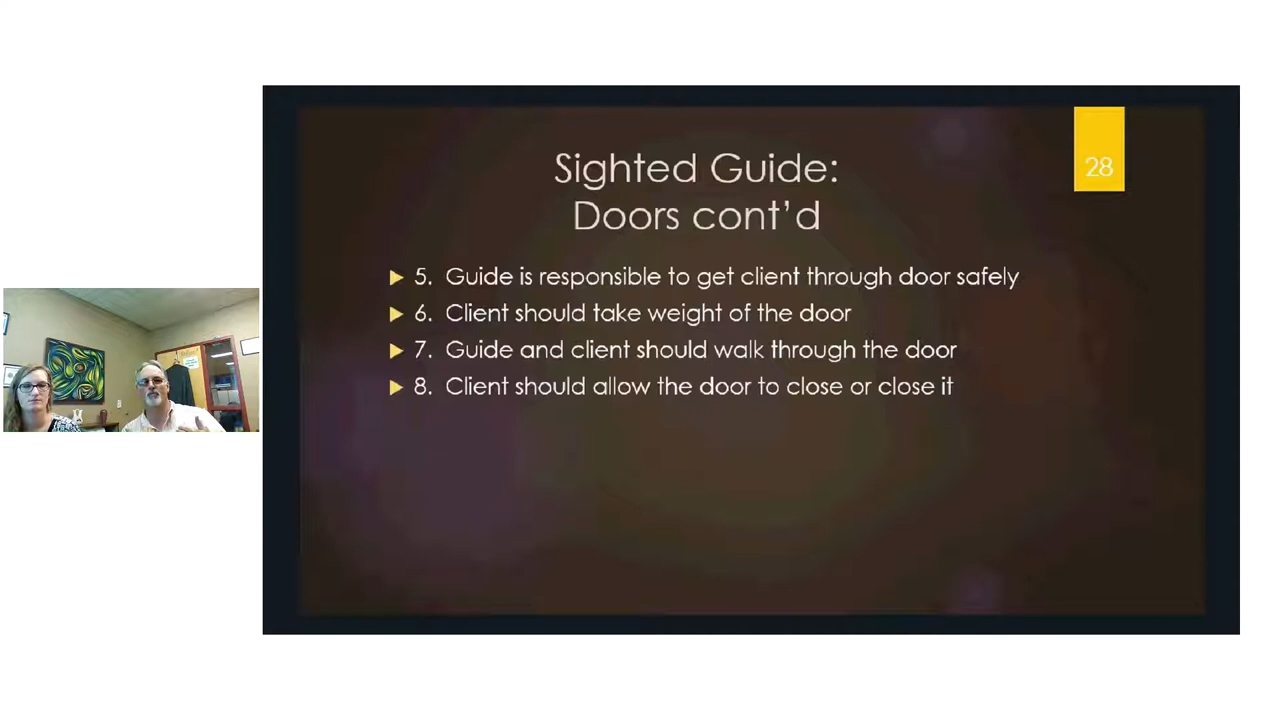 Sighted Guide:
Doors cont’d
28
5. Guide is responsible to get client through door safely
6. Client should take weight of the door
7. Guide and client should walk through the door
8. Client should allow the door to close or close it